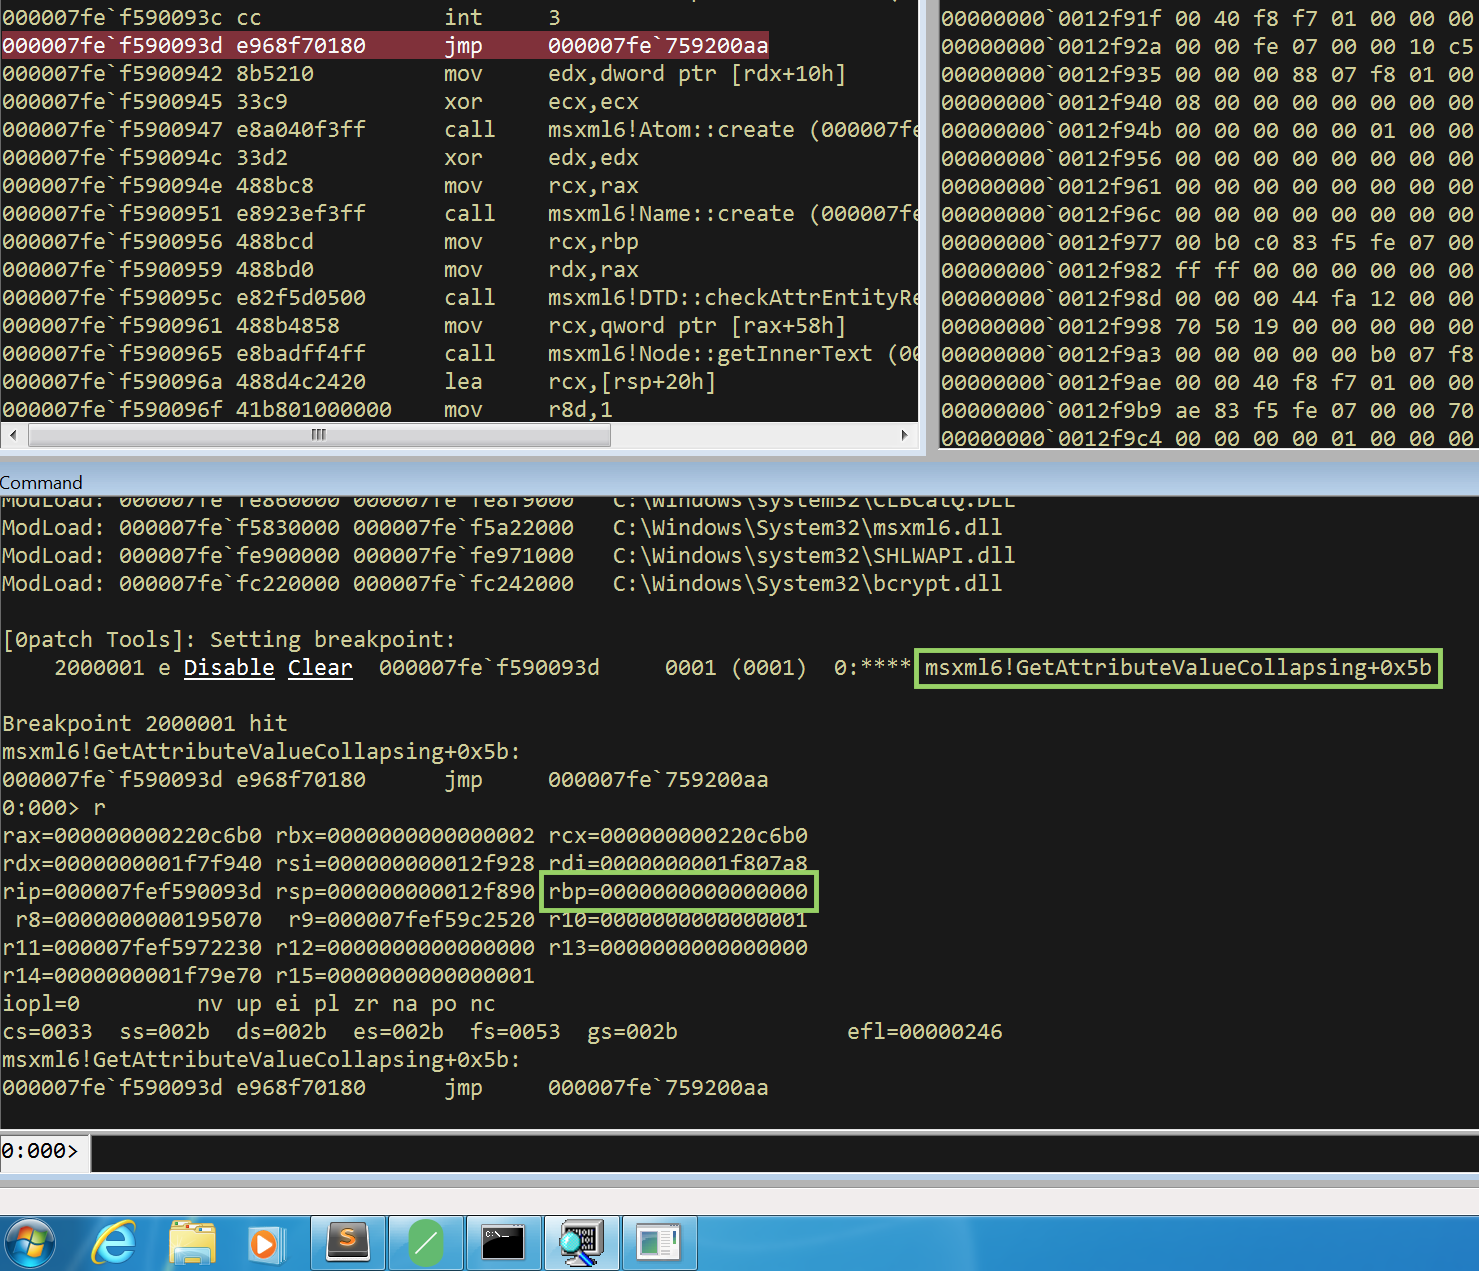 000007fe`f590093c cc int 3
000007fe`f590093d e968f70180 jmp 000007fe`759200aa
000007fe`f5900942 8b5210 mov edx,dword ptr [rdx+10h]
000007fe`f5900945 33c9 xor ecx,ecx
000007fe`f5900947 e8a040f3ff call msxml6!Atom::create (000007fe
000007fe`f590094c 33d2 xor edx,edx
000007fe`f590094e 488bc8 mov rcx,rax
000007fe`f5900951 e8923ef3ff call msxml6!Name::create (000007fe
000007fe`f5900956 488bcd mov rcx,rbp
000007fe`f5900959 488bd0 mov rdx,rax
000007fe`f590095c e82f5d0500 call msxml6!DTD::checkAttrEntityRe
000007fe`f5900961 488b4858 mov rcx,qword ptr [rax+58h]
000007fe`f5900965 e8badff4ff call msxml6!Node::getInnerText (00
000007fe`f590096a 488d4c2420 lea rcx,[rsp+20h]
000007fe`f590096f 41b801000000 mov r8d,1
00000000`0012f91f 00 40 f8 f7 01 00 00 00
00000000`0012f92a 00 00 fe 07 00 00 10 c5
00000000`0012f935 00 00 00 88 07 f8 01 00
00000000`0012f940 08 00 00 00 00 00 00 00
00000000`0012f94b 00 00 00 00 00 01 00 00
00000000`0012f956 00 00 00 00 00 00 00 00
00000000`0012f961 00 00 00 00 00 00 00 00
00000000`0012f96c 00 00 00 00 00 00 00 00
00000000`0012f977 00 b0 c0 83 f5 fe 07 00
00000000`0012f982 ff ff 00 00 00 00 00 00
00000000`0012f98d 00 00 00 44 fa 12 00 00
00000000`0012f998 70 50 19 00 00 00 00 00
00000000`0012f9a3 00 00 00 00 00 b0 07 f8
00000000`0012f9ae 00 00 40 f8 f7 01 00 00
00000000`0012f9b9 ae 83 f5 fe 07 00 00 70
00000000`0012f9c4 00 00 00 00 01 00 00 00
Command
ModLoad: 000007fe`fe860000 000007fe`fe8f9000 C:\Windows\system32\CLBCatQ.DLL
ModLoad: 000007fe`f5830000 000007fe`f5a22000 C:\Windows\System32\msxml6.dll
ModLoad: 000007fe`fe900000 000007fe`fe971000 C:\Windows\system32\SHLWAPI.dll
ModLoad: 000007fe`fc220000 000007fe`fc242000 C:\Windows\System32\bcrypt.dll
[0patch Tools]: Setting breakpoint:
2000001 e Disable Clear 000007fe`f590093d 0001 (0001) 0:**** msxml6!GetAttributeValueCollapsing+0x5b
Breakpoint 2000001 hit
msxml6!GetAttributeValueCollapsing+0x5b:
000007fe`f590093d e968f70180 jmp 000007fe`759200aa
0:000> r
rax=000000000220c6b0 rbx=0000000000000002 rcx=000000000220c6b0
rdx=0000000001f7f940 rsi=000000000012f928 rdi=0000000001f807a8
rip=000007fef590093d rsp=000000000012f890 rbp=0000000000000000
r8=0000000000195070 r9=000007fef59c2520 r10=0000000000000001
r11=000007fef5972230 r12=0000000000000000 r13=0000000000000000
r14=0000000001f79e70 r15=0000000000000001
iopl=0 nv up ei pl zr na po nc
cs=0033 ss=002b ds=002b es=002b fs=0053 gs=002b efl=00000246
msxml6!GetAttributeValueCollapsing+0x5b:
000007fe`f590093d e968f70180 jmp 000007fe`759200aa
0:000>
S
C:\_